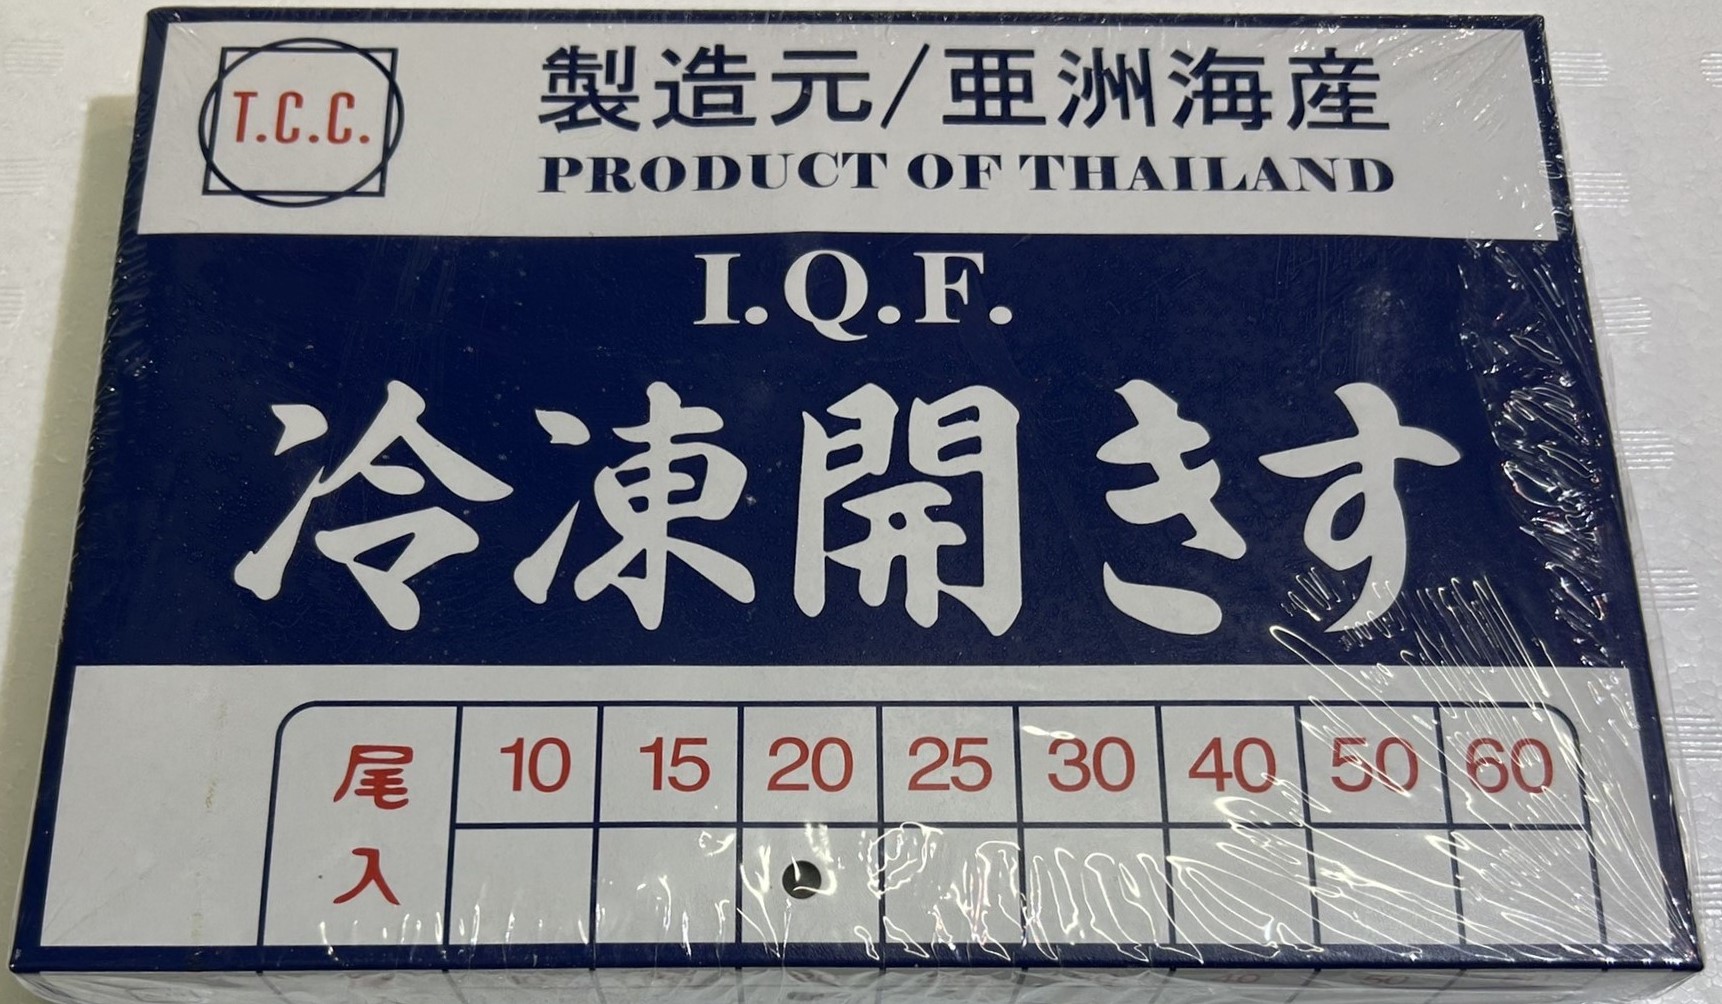 T.C.C.
製造元/亜洲海産
PRODUCT OF THAILAND
I.Q.F.
冷凍開きす
尾入 10 15 20 25 30 40 50 60